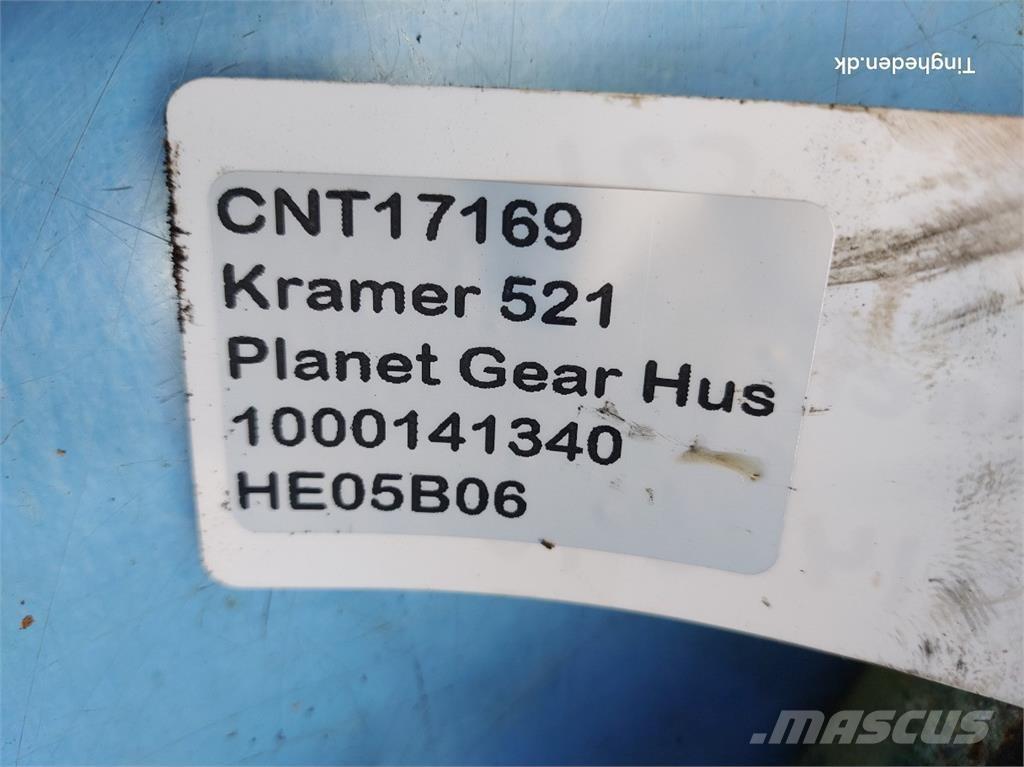 Tingheden.dk
CNT17169
Kramer 521
Planet Gear Hus
1000141340
HE05B06
MASCUS